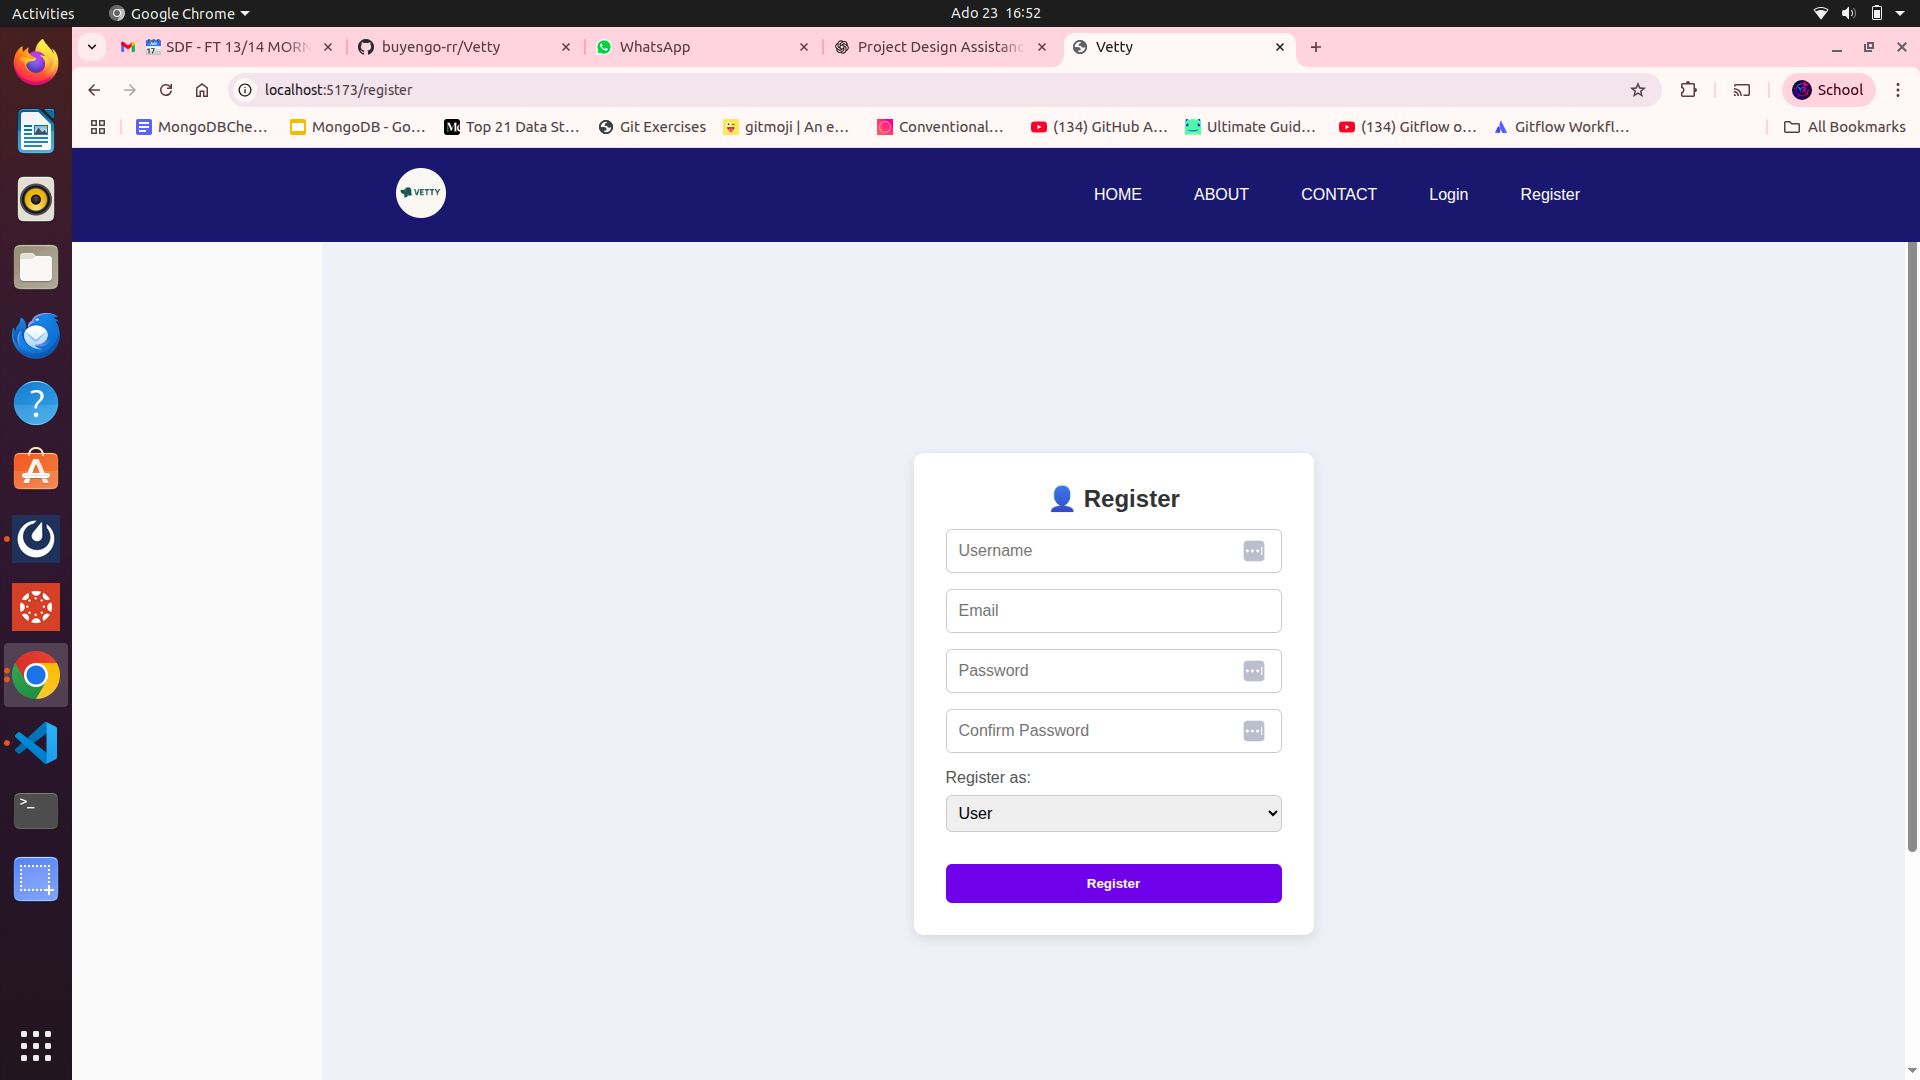 Activities
Google Chrome
Ado 23 16:52
SDF - FT 13/14 MORN
buyengo-rr/Vetty
WhatsApp
Project Design Assistanc
Vetty
localhost:5173/register
School
MongoDBChe...
MongoDB - Go...
Top 21 Data St...
Git Exercises
gitmoji | An e...
Conventional...
(134) GitHub A...
Ultimate Guid...
(134) Gitflow o...
Gitflow Workfl...
All Bookmarks
VETTY
HOME
ABOUT
CONTACT
Login
Register
Register
Username
Email
Password
Confirm Password
Register as:
User
Register